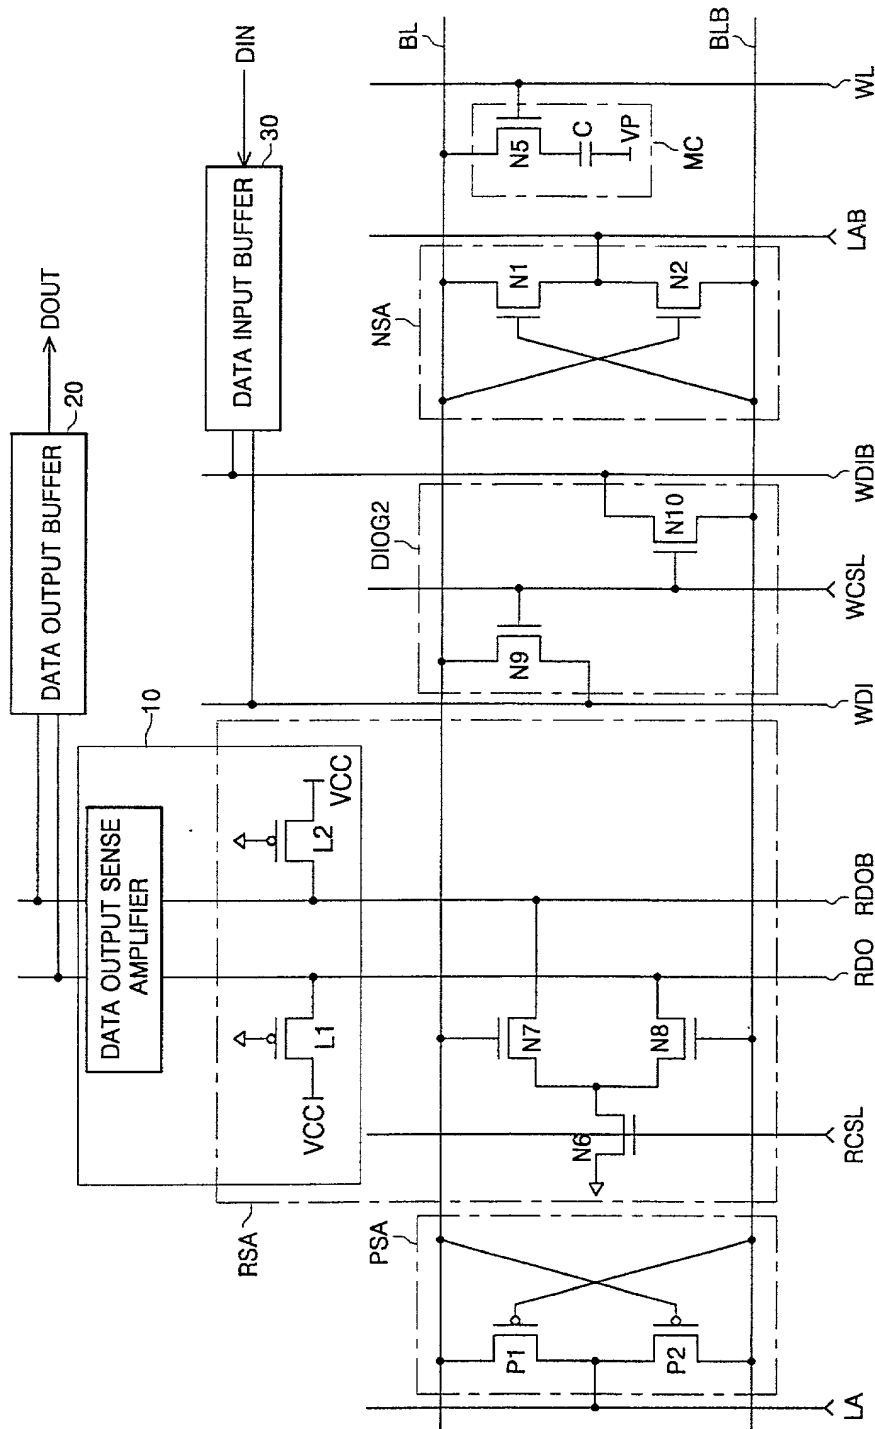 DATA OUTPUT BUFFER
20
DOUT
DATA INPUT BUFFER
30
DIN
DATA OUTPUT SENSE
AMPLIFIER
10
VCC
L1
L2
VCC
RSA
PSA
P1
P2
LA
N6
N7
N8
RCSL
RDO
RDOB
DIOG2
N9
N10
WDI
WCSL
WDIB
NSA
N1
N2
LAB
N5
C
VP
MC
WL
BL
BLB